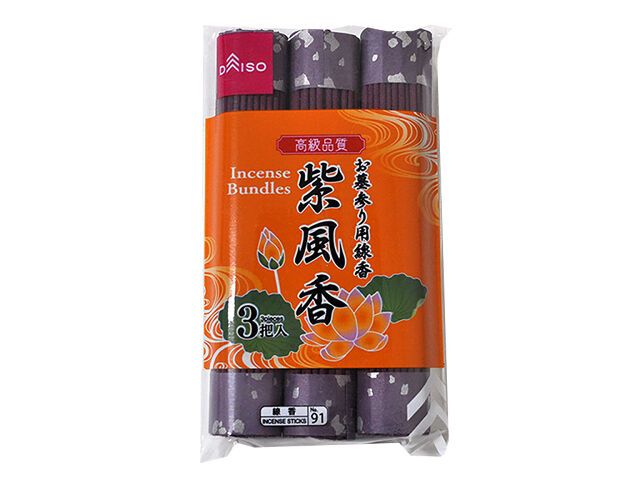 DAISO
高級品質
Incense
Bundles
紫風香
お墓参り用線香
3把入
3pieces
線香
INCENSE STICKS
No.
91